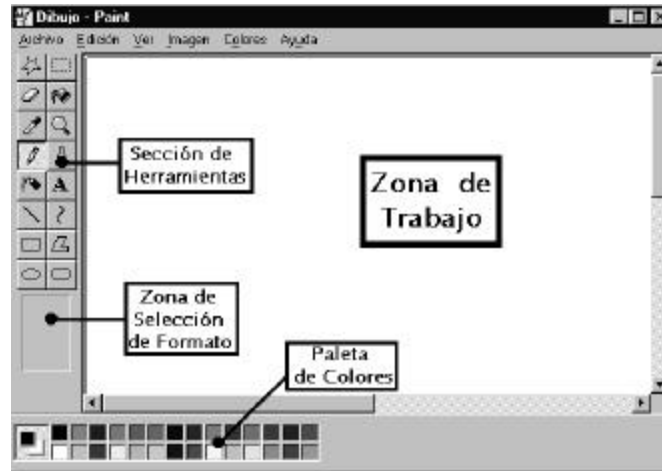 Dibujo - Paint
Archivo Edición Ver Imagen Colores Ayuda
A
Sección de
Herramientas
Zona de
Trabajo
Zona de
Selección
de Formato
Paleta
de Colores